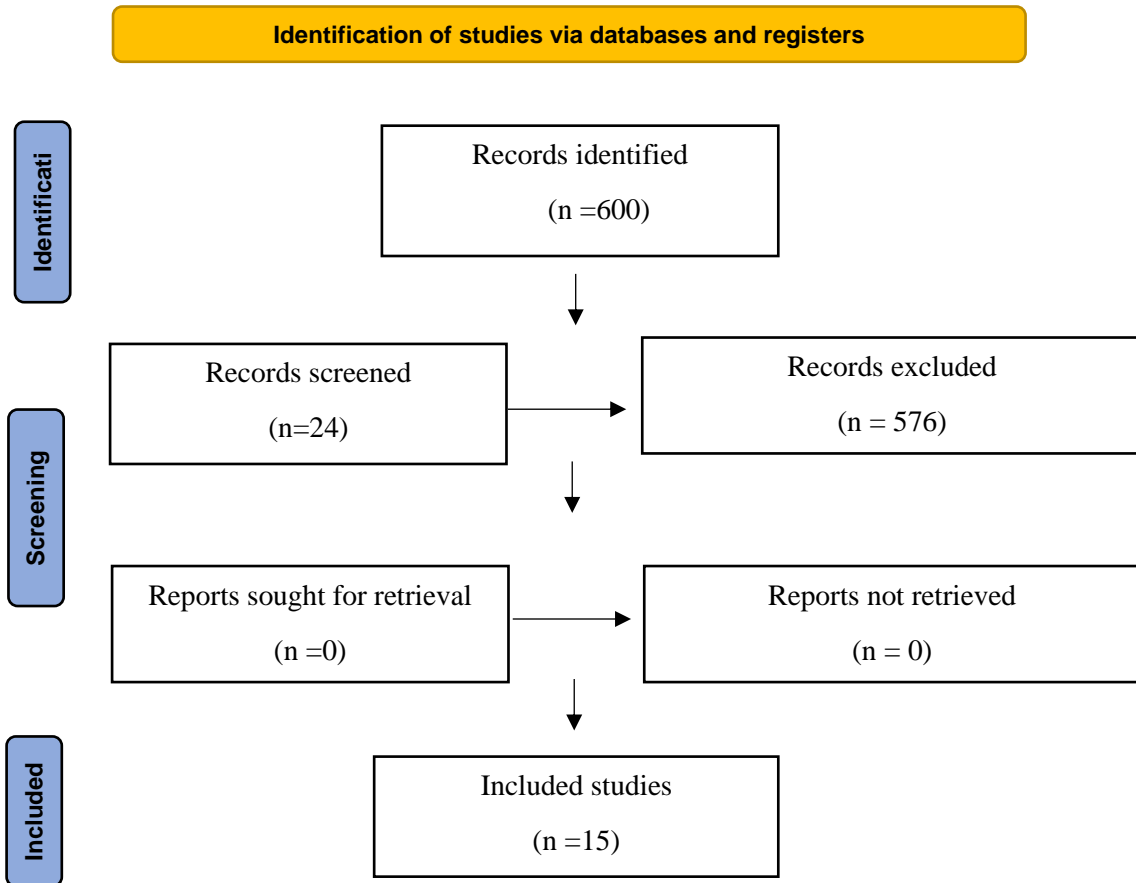 Identification of studies via databases and registers
Identificati
Records identified
(n =600)
Screening
Records screened
(n=24)
Records excluded
(n = 576)
Reports sought for retrieval
(n =0)
Reports not retrieved
(n = 0)
Included
Included studies
(n =15)